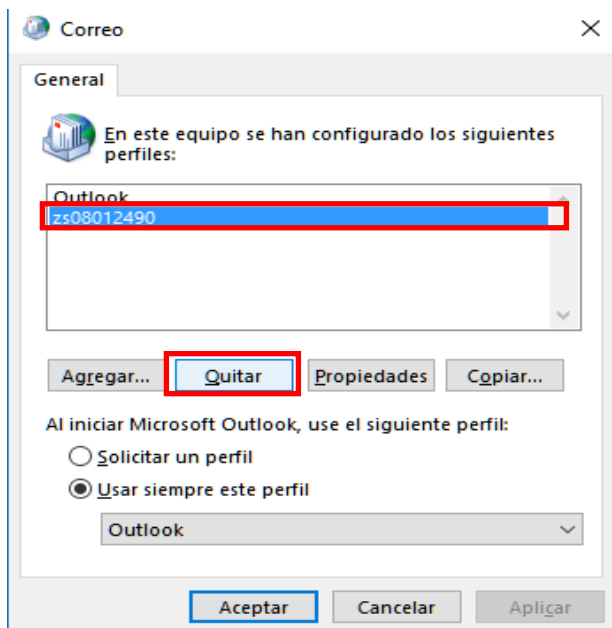 Correo
General
En este equipo se han configurado los siguientes
perfiles:
Outlook
zs08012490
Agregar... Quitar Propiedades Copiar...
Al iniciar Microsoft Outlook, use el siguiente perfil:
Solicitar un perfil
Usar siempre este perfil
Outlook
Aceptar Cancelar Aplicar